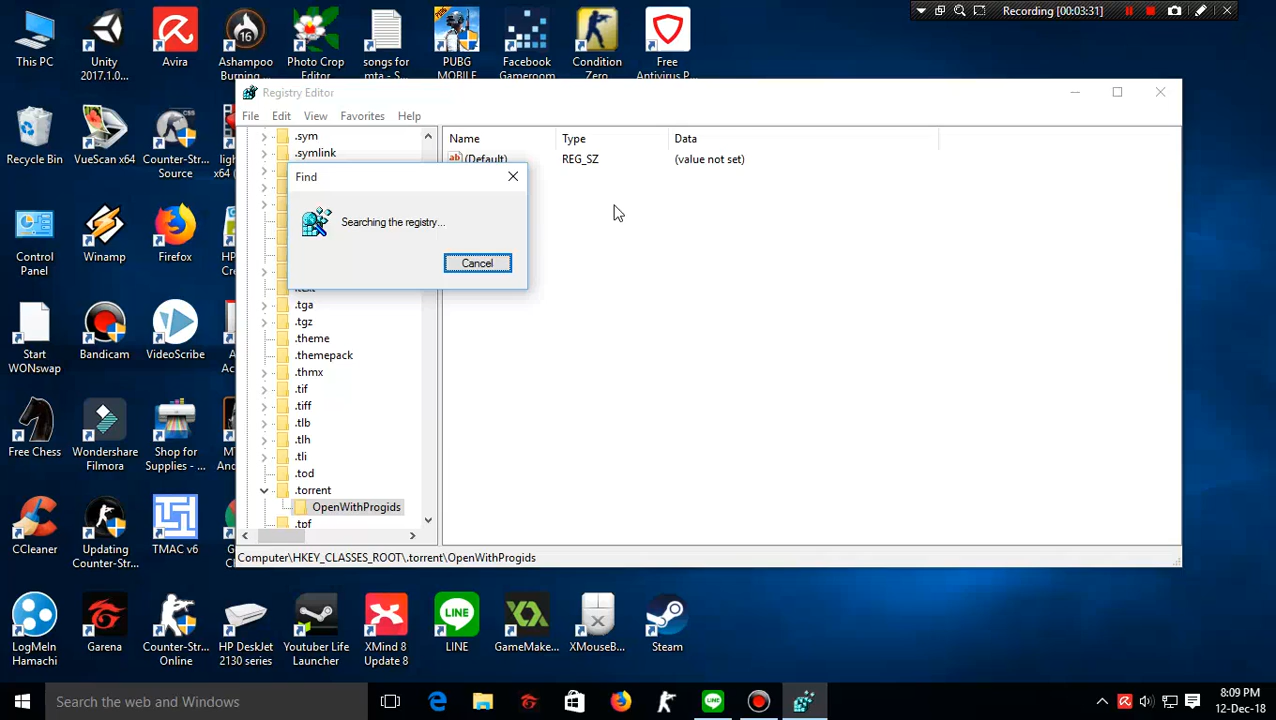 Recording [00:03:31]
This PC
Unity 2017.1.0...
Avira
Ashampoo Burning
Photo Crop Editor
songs for mta - S...
PUBG MOBILE
Facebook Gameroom
Condition Zero
Free Antivirus P...
Registry Editor
File Edit View Favorites Help
.sym
.symlink
Name Type Data
(Default) REG_SZ (value not set)
Find
Searching the registry...
Cancel
.tga
.tgz
.theme
.themepack
.thmx
.tif
.tiff
.tlb
.tlh
.tli
.tod
.torrent
OpenWithProgids
.tpf
Computer\HKEY_CLASSES_ROOT\.torrent\OpenWithProgids
Recycle Bin
VueScan x64
Counter-Str...
Control Panel
Winamp
Firefox
Start WONswap
Bandicam
VideoScribe
Free Chess
Wondershare Filmora
Shop for Supplies - ...
CCleaner
Updating Counter-Str...
TMAC v6
LogMeIn Hamachi
Garena
Counter-Str... Online
HP DeskJet 2130 series
Youtuber Life Launcher
XMind 8 Update 8
LINE
GameMake...
XMouseB...
Steam
Search the web and Windows
8:09 PM
12-Dec-18